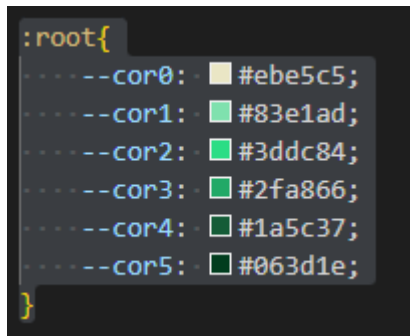 :root{
    --cor0: #ebe5c5;
    --cor1: #83e1ad;
    --cor2: #3ddc84;
    --cor3: #2fa866;
    --cor4: #1a5c37;
    --cor5: #063d1e;
}